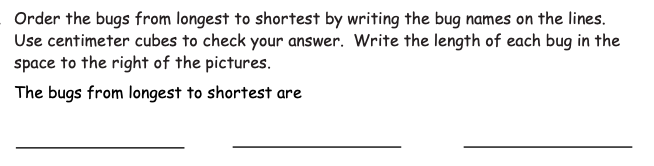 Order the bugs from longest to shortest by writing the bug names on the lines.
Use centimeter cubes to check your answer. Write the length of each bug in the
space to the right of the pictures.
The bugs from longest to shortest are